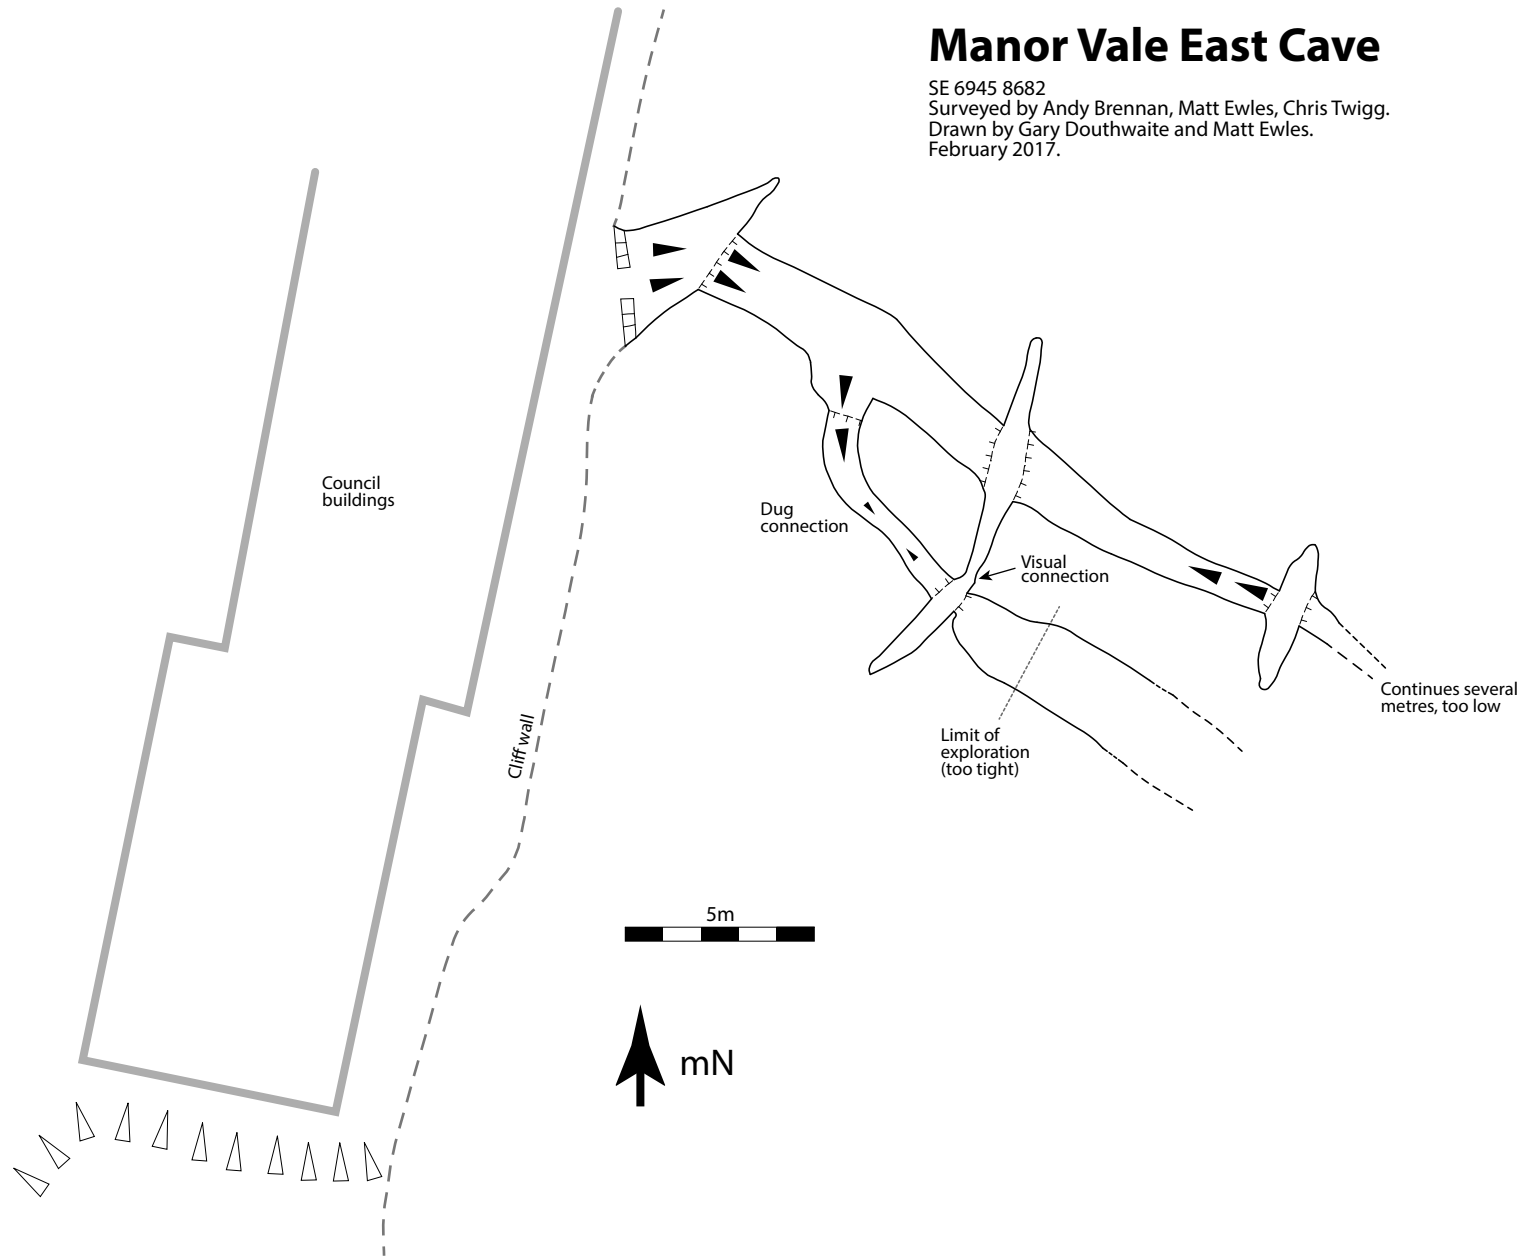 Manor Vale East Cave
SE 6945 8682
Surveyed by Andy Brennan, Matt Ewles, Chris Twigg.
Drawn by Gary Douthwaite and Matt Ewles.
February 2017.
Council
buildings
Dug
connection
Visual
connection
Continues several
metres, too low
Limit of
exploration
(too tight)
Cliff wall
5m
mN